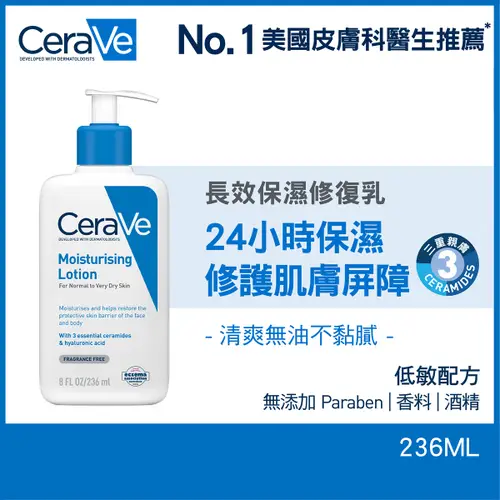 CeraVe
DEVELOPED WITH DERMATOLOGISTS
No.1美國皮膚科醫生推薦*
長效保濕修復乳
24小時保濕
修護肌膚屏障
三重親膚
3
CERAMIDES
- 清爽無油不黏膩 -
低敏配方
無添加 Paraben | 香料 | 酒精
236ML
CeraVe
DEVELOPED WITH DERMATOLOGISTS
Moisturising
Lotion
For Normal to Very Dry Skin
Moisturises and helps restore the
protective skin barrier of the face
and body
With 3 essential ceramides
& hyaluronic acid
FRAGRANCE FREE
8 FL OZ/236 ml
eczema
association